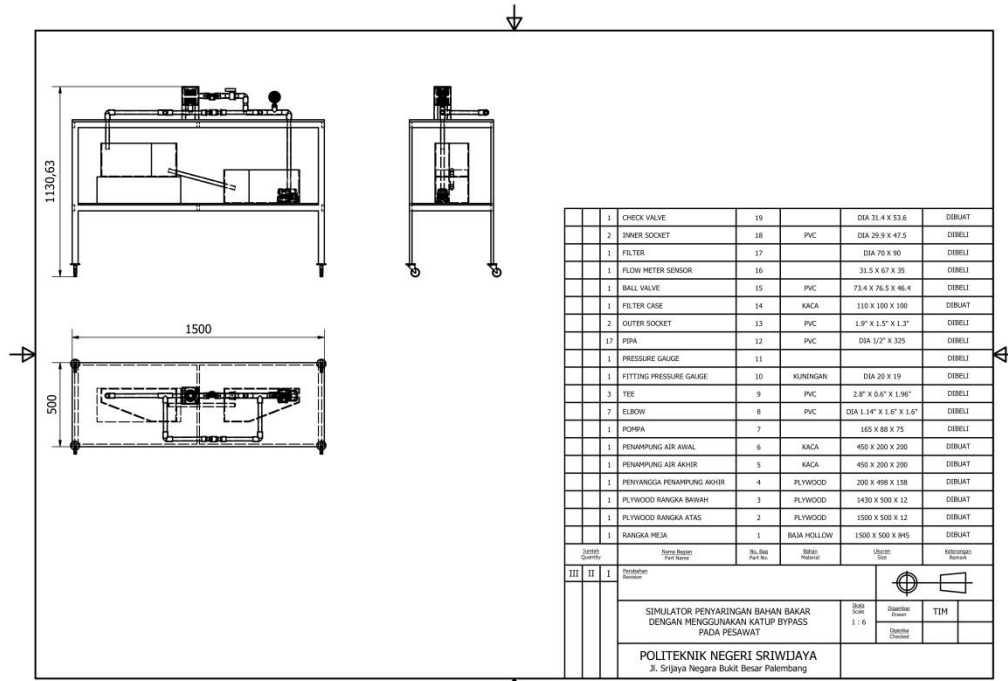 1130,63
1500
500
1 CHECK VALVE 19 DIA 31.4 X 53.6 DIBUAT
2 INNER SOCKET 18 PVC DIA 29.9 X 47.5 DIBELI
1 FILTER 17 DIA 70 X 90 DIBELI
1 FLOW METER SENSOR 16 31.5 X 67 X 35 DIBELI
1 BALL VALVE 15 PVC 73.4 X 76.5 X 46.4 DIBELI
1 FILTER CASE 14 KACA 110 X 100 X 100 DIBUAT
2 OUTER SOCKET 13 PVC 1.9" X 1.5" X 1.3" DIBELI
17 PIPA 12 PVC DIA 1/2" X 325 DIBELI
1 PRESSURE GAUGE 11 DIBELI
1 FITTING PRESSURE GAUGE 10 KUNINGAN DIA 20 X 19 DIBELI
3 TEE 9 PVC 2.8" X 0.6" X 1.96" DIBELI
7 ELBOW 8 PVC DIA 1.14" X 1.6" X 1.6" DIBELI
1 POMPA 7 165 X 88 X 75 DIBELI
1 PENAMPUNG AIR AWAL 6 KACA 450 X 200 X 200 DIBUAT
1 PENAMPUNG AIR AKHIR 5 KACA 450 X 200 X 200 DIBUAT
1 PENYANGGA PENAMPUNG AKHIR 4 PLYWOOD 200 X 498 X 158 DIBUAT
1 PLYWOOD RANGKA BAWAH 3 PLYWOOD 1430 X 500 X 12 DIBUAT
1 PLYWOOD RANGKA ATAS 2 PLYWOOD 1500 X 500 X 12 DIBUAT
1 RANGKA MEJA 1 BAJA HOLLOW 1500 X 500 X 845 DIBUAT
Jumlah Nama Bagian No. Bag Bahan Ukuran Keterangan
Quantity Part Name Part No. Material Size Remark
III II I Perubahan
Revision
SIMULATOR PENYARINGAN BAHAN BAKAR
DENGAN MENGGUNAKAN KATUP BYPASS
PADA PESAWAT
Skala
Scale
1 : 6
Digambar
Drawn
TIM
Diperiksa
Checked
POLITEKNIK NEGERI SRIWIJAYA
Jl. Srijaya Negara Bukit Besar Palembang